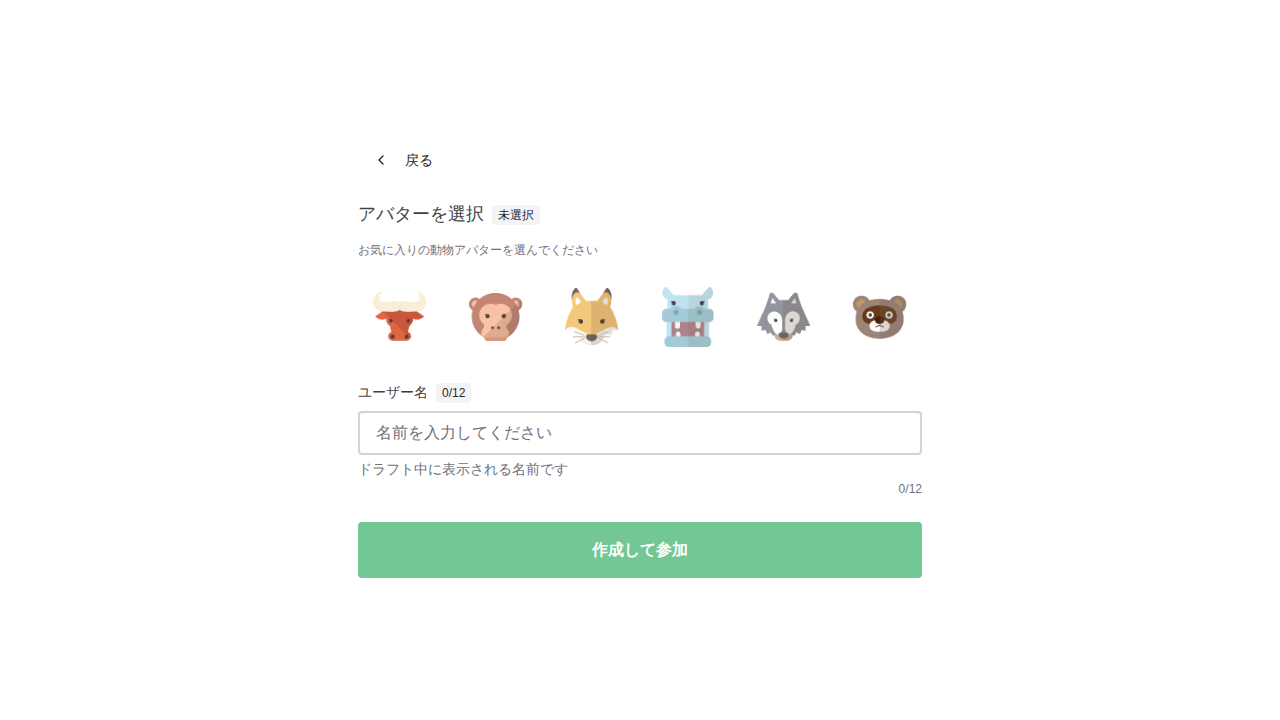 戻る
アバターを選択 未選択
お気に入りの動物アバターを選んでください
ユーザー名 0/12
名前を入力してください
ドラフト中に表示される名前です
0/12
作成して参加